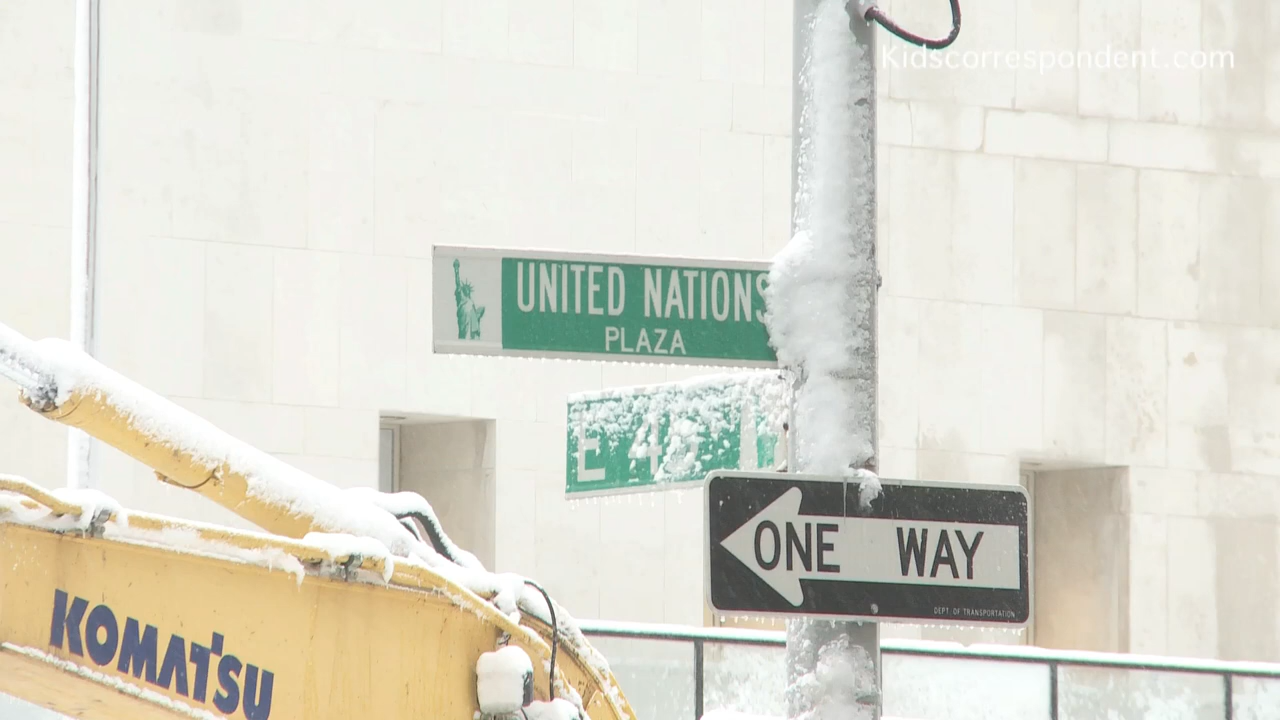 Kidscorrespondent.com
UNITED NATIONS
PLAZA
E
ONE WAY
DEPT. OF TRANSPORTATION
KOMATSU